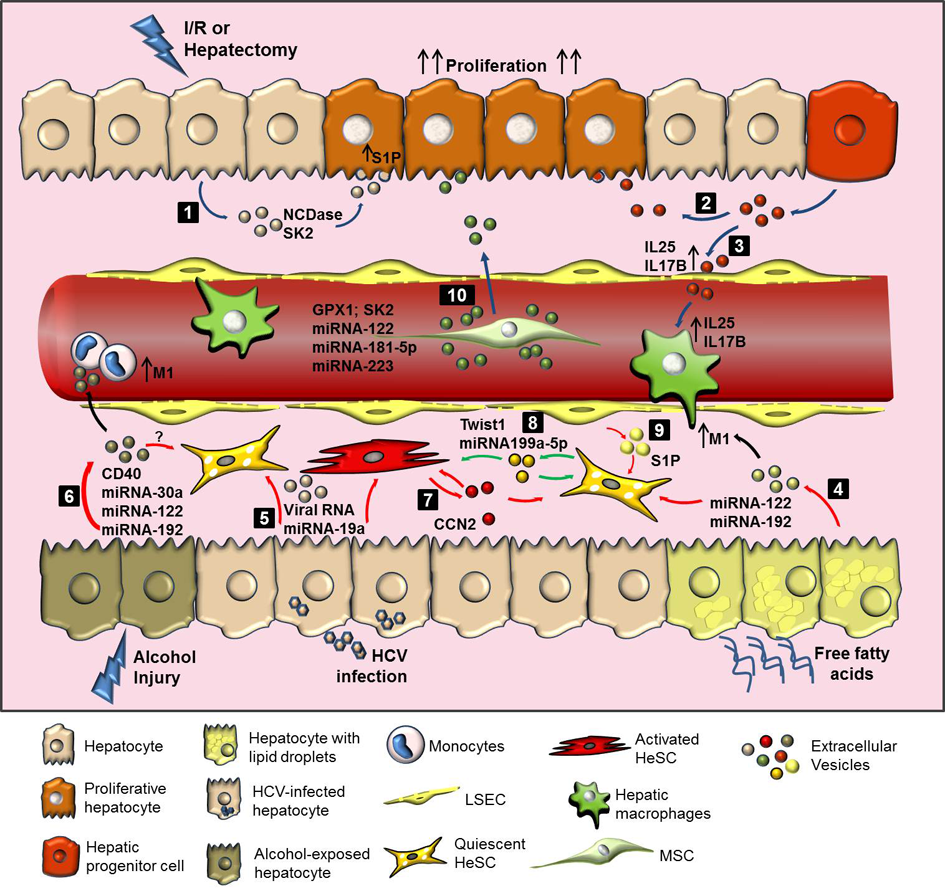 I/R or
Hepatectomy
Proliferation
S1P
1
NCDase
SK2
2
3
IL25
IL17B
10
GPX1; SK2
miRNA-122
miRNA-181-5p
miRNA-223
IL25
IL17B
M1
?
CD40
miRNA-30a
miRNA-122
miRNA-192
6
5
Viral RNA
miRNA-19a
7
CCN2
Twist1
miRNA199a-5p
8
9
S1P
M1
miRNA-122
miRNA-192
4
Alcohol
Injury
HCV
infection
Free fatty
acids
Hepatocyte
Hepatocyte with
lipid droplets
Monocytes
Activated
HeSC
Extracellular
Vesicles
Proliferative
hepatocyte
HCV-infected
hepatocyte
LSEC
Hepatic
macrophages
Hepatic
progenitor cell
Alcohol-exposed
hepatocyte
Quiescent
HeSC
MSC